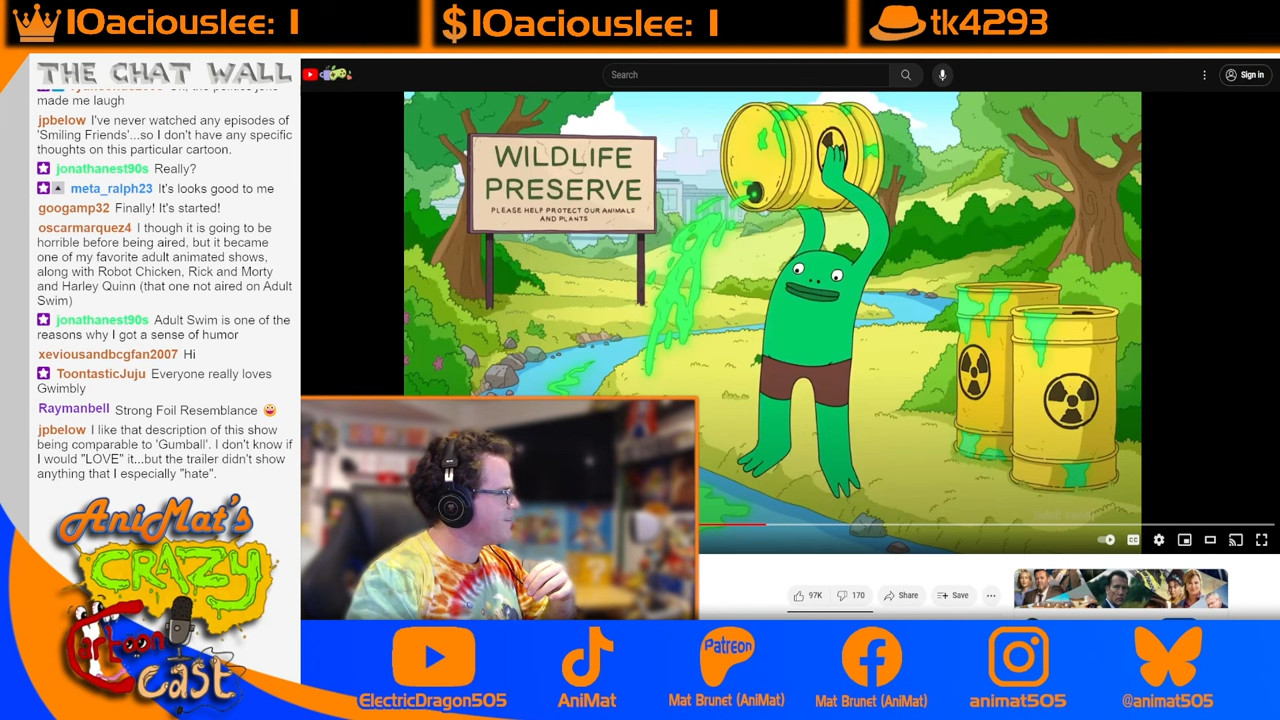 10aciouslee: 1
$10aciouslee: 1
tk4293
THE CHAT WALL
made me laugh
jpbelow I've never watched any episodes of
'Smiling Friends'...so I don't have any specific
thoughts on this particular cartoon.
jonathanest90s Really?
meta_ralph23 It's looks good to me
googamp32 Finally! It's started!
oscarmarquez4 I though it is going to be
horrible before being aired, but it became
one of my favorite adult animated shows,
along with Robot Chicken, Rick and Morty
and Harley Quinn (that one not aired on Adult
Swim)
jonathanest90s Adult Swim is one of the
reasons why I got a sense of humor
xeviousandbcgfan2007 Hi
ToontasticJuju Everyone really loves
Gwimbly
Raymanbell Strong Foil Resemblance
jpbelow I like that description of this show
being comparable to 'Gumball'. I don't know if
I would "LOVE" it...but the trailer didn't show
anything that I especially "hate".
AniMat's
CRAZY
Cartoon
Cast
Search
Sign in
WILDLIFE
PRESERVE
PLEASE HELP PROTECT OUR ANIMALS
AND PLANTS
CC
97K
170
Share
Save
ElectricDragon505
AniMat
Patreon
Mat Brunet (AniMat)
Mat Brunet (AniMat)
animat505
@animat505